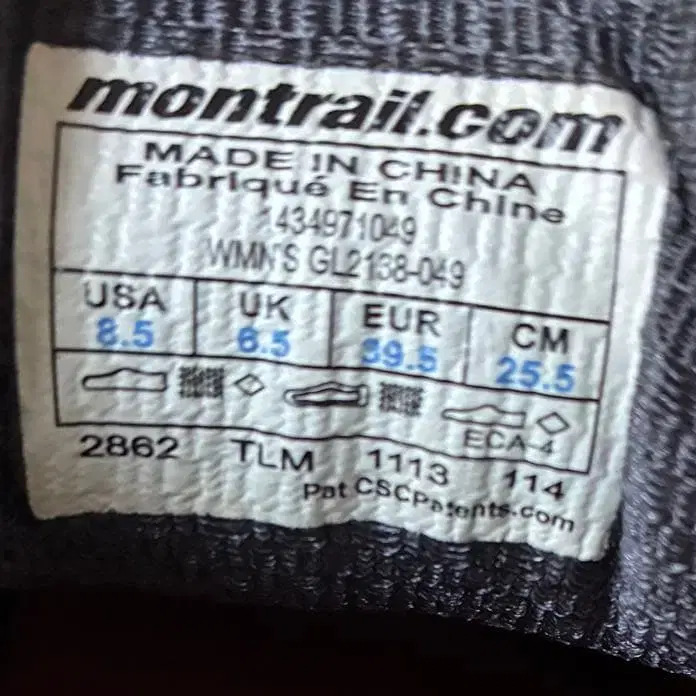 montrail.com
MADE IN CHINA
Fabriqué En Chine
1434971049
WMN'S GL2138-049
USA UK EUR CM
8.5 6.5 39.5 25.5
ECA 4
2862 TLM 1113 114
Pat CSCPatents.com